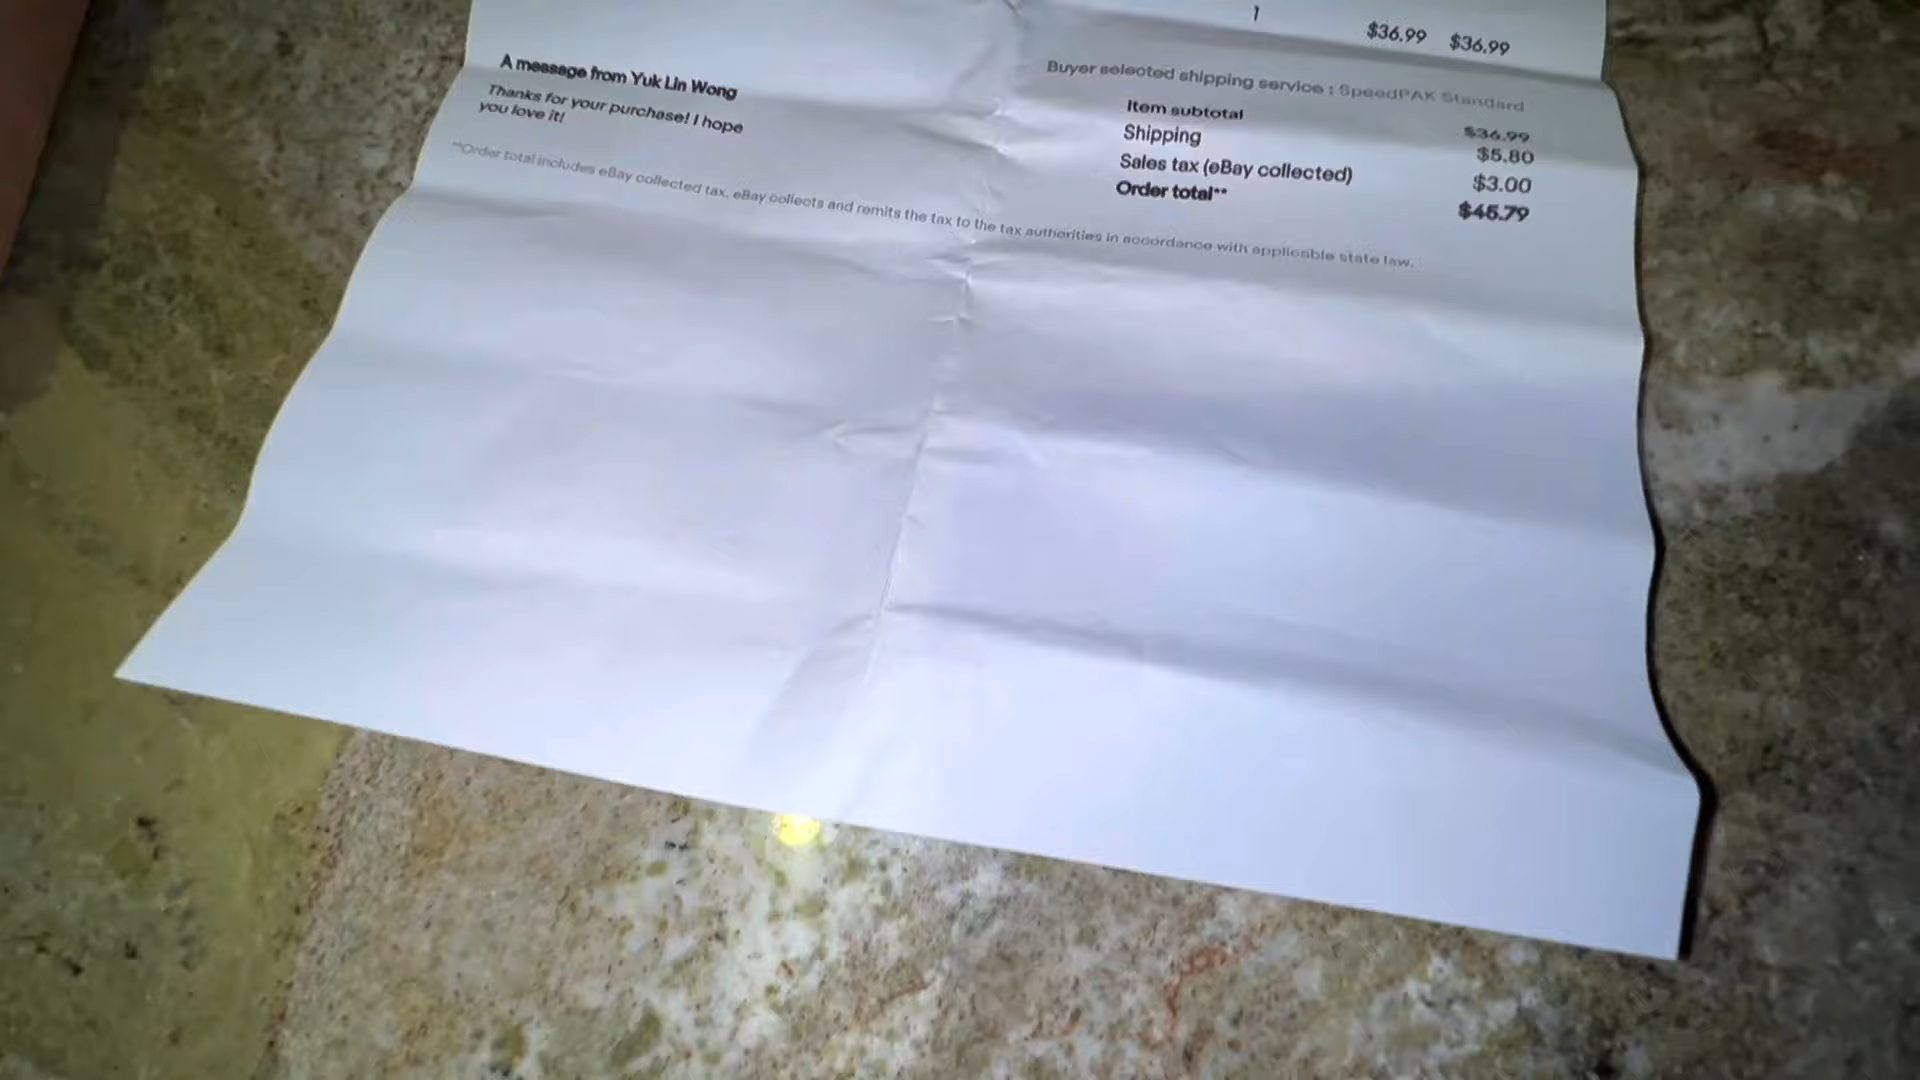 1 $36.99 $36.99
A message from Yuk Lin Wong
Thanks for your purchase! I hope
you love it!
Buyer selected shipping service : SpeedPAK Standard
Item subtotal $36.99
Shipping $5.80
Sales tax (eBay collected) $3.00
Order total** $45.79
**Order total includes eBay collected tax. eBay collects and remits the tax to the tax authorities in accordance with applicable state law.